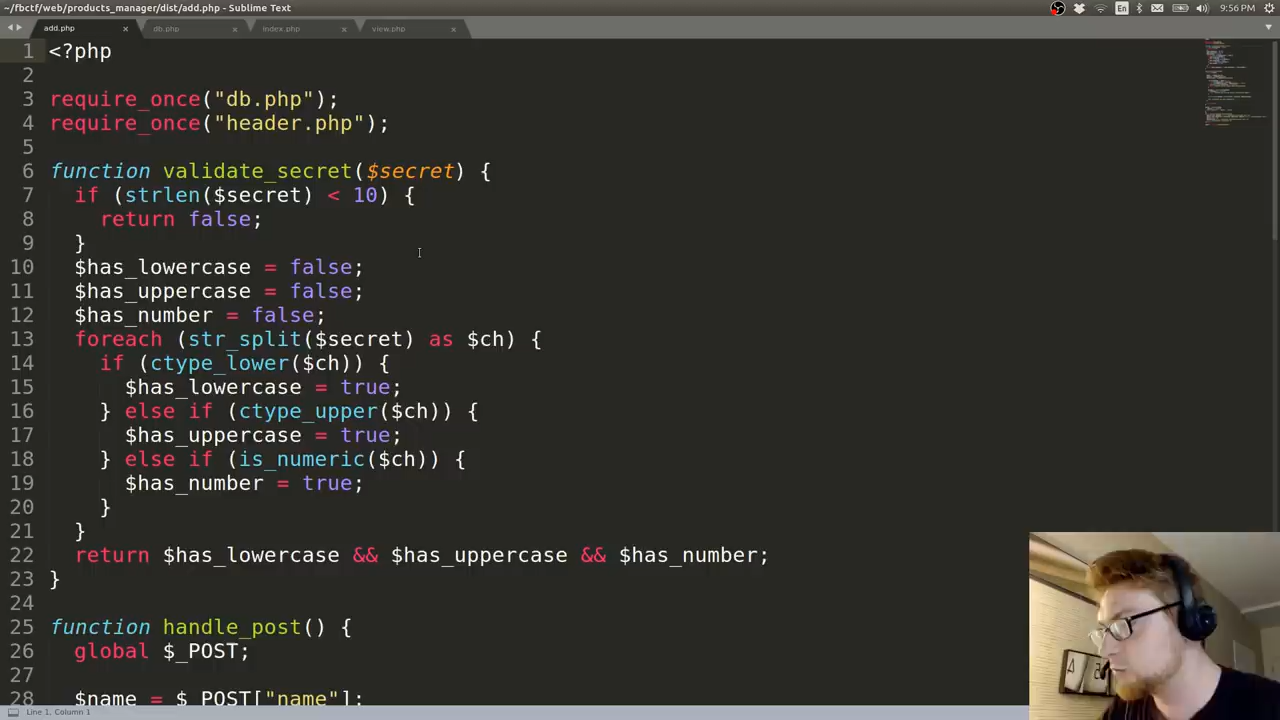 ~/fbctf/web/products_manager/dist/add.php - Sublime Text
En
9:56 PM
add.php
db.php
index.php
view.php
1 <?php
2
3 require_once("db.php");
4 require_once("header.php");
5
6 function validate_secret($secret) {
7 if (strlen($secret) < 10) {
8 return false;
9 }
10 $has_lowercase = false;
11 $has_uppercase = false;
12 $has_number = false;
13 foreach (str_split($secret) as $ch) {
14 if (ctype_lower($ch)) {
15 $has_lowercase = true;
16 } else if (ctype_upper($ch)) {
17 $has_uppercase = true;
18 } else if (is_numeric($ch)) {
19 $has_number = true;
20 }
21 }
22 return $has_lowercase && $has_uppercase && $has_number;
23 }
24
25 function handle_post() {
26 global $_POST;
27
28 $name = $_POST["name"];
Line 1, Column 1